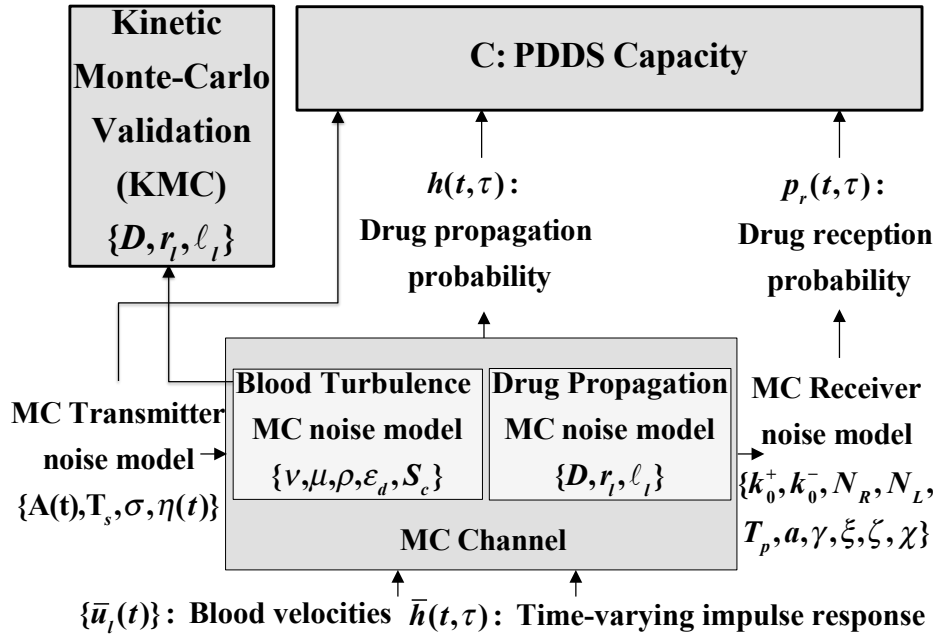 Kinetic
Monte-Carlo
Validation
(KMC)
{D, r_l, ℓ_l}
C: PDDS Capacity
h(t,τ):
Drug propagation
probability
p_r(t,τ):
Drug reception
probability
MC Transmitter
noise model
{A(t),T_s,σ,η(t)}
Blood Turbulence
MC noise model
{ν,μ,ρ,ε_d,S_c}
Drug Propagation
MC noise model
{D,r_l,ℓ_l}
MC Channel
MC Receiver
noise model
{k_0^+,k_0^-,N_R,N_L,
T_p,a,γ,ξ,ζ,χ}
{u̅_l(t)}: Blood velocities
h̅(t,τ): Time-varying impulse response